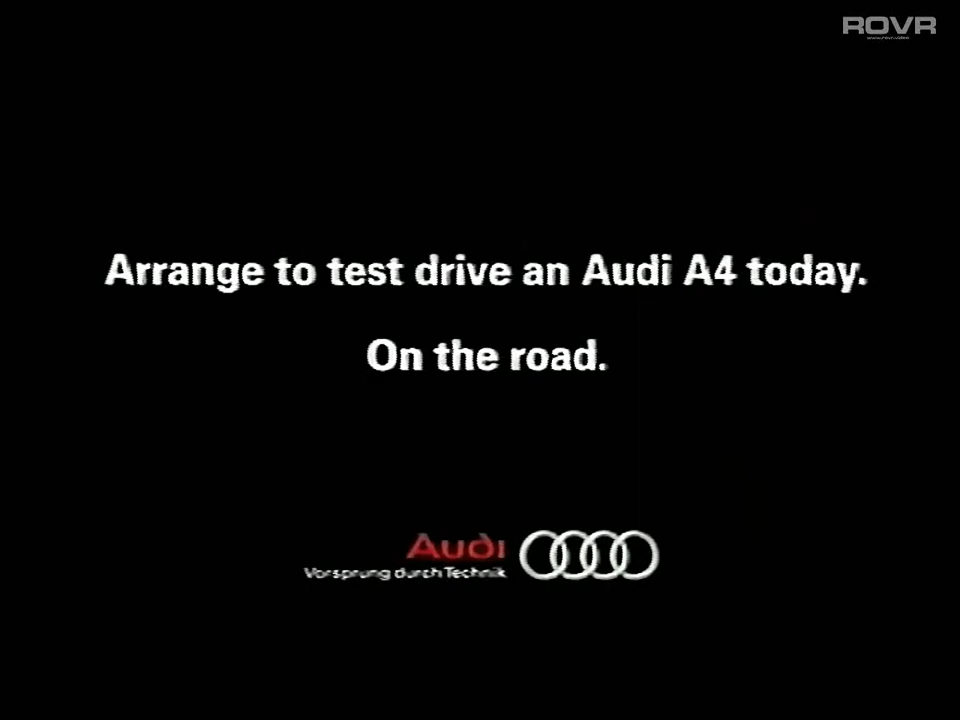 ROVR
Arrange to test drive an Audi A4 today.
On the road.
Audi
Vorsprung durch Technik